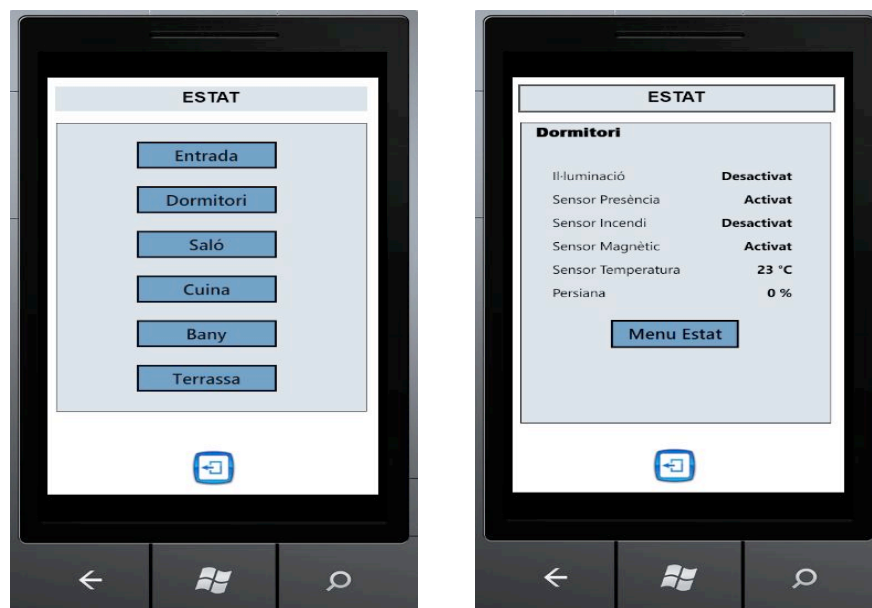 ESTAT
Entrada
Dormitori
Saló
Cuina
Bany
Terrassa
ESTAT
Dormitori
Il·luminació Desactivat
Sensor Presència Activat
Sensor Incendi Desactivat
Sensor Magnètic Activat
Sensor Temperatura 23 °C
Persiana 0 %
Menu Estat